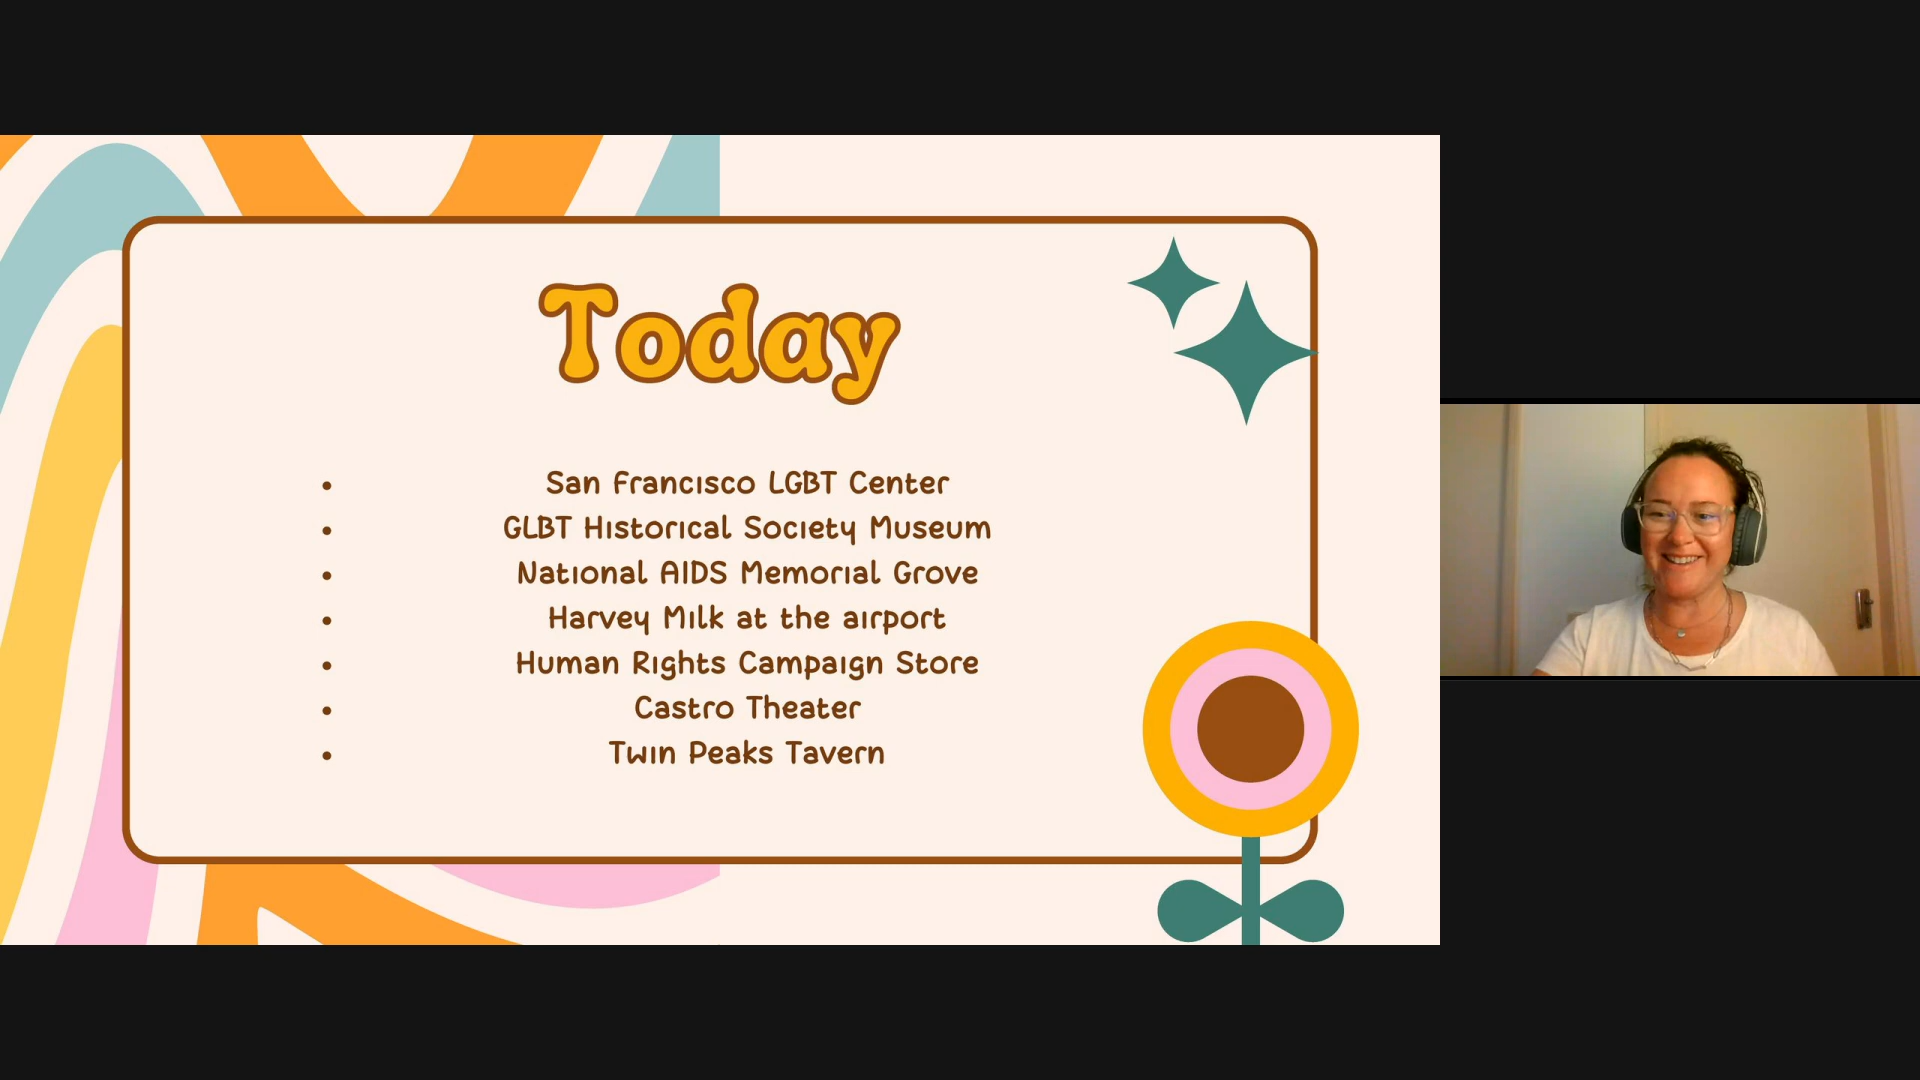 Today
• San Francisco LGBT Center
• GLBT Historical Society Museum
• National AIDS Memorial Grove
• Harvey Milk at the airport
• Human Rights Campaign Store
• Castro Theater
• Twin Peaks Tavern